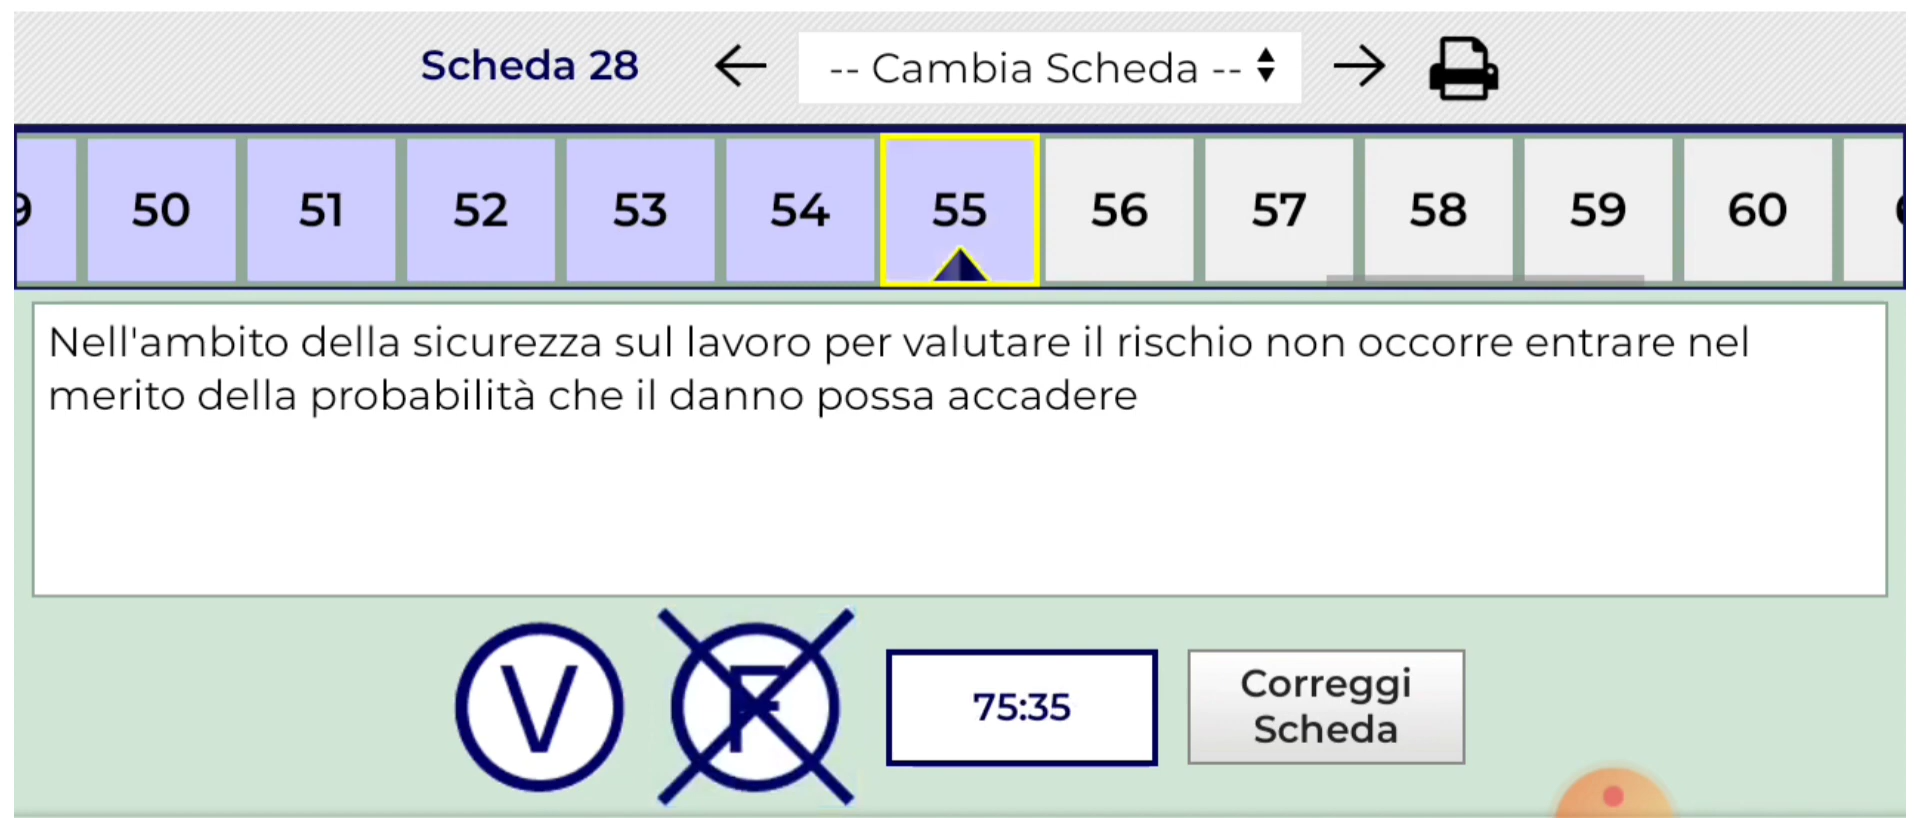 Scheda 28
-- Cambia Scheda --
9 50 51 52 53 54 55 56 57 58 59 60
Nell'ambito della sicurezza sul lavoro per valutare il rischio non occorre entrare nel
merito della probabilità che il danno possa accadere
V F 75:35 Correggi
Scheda